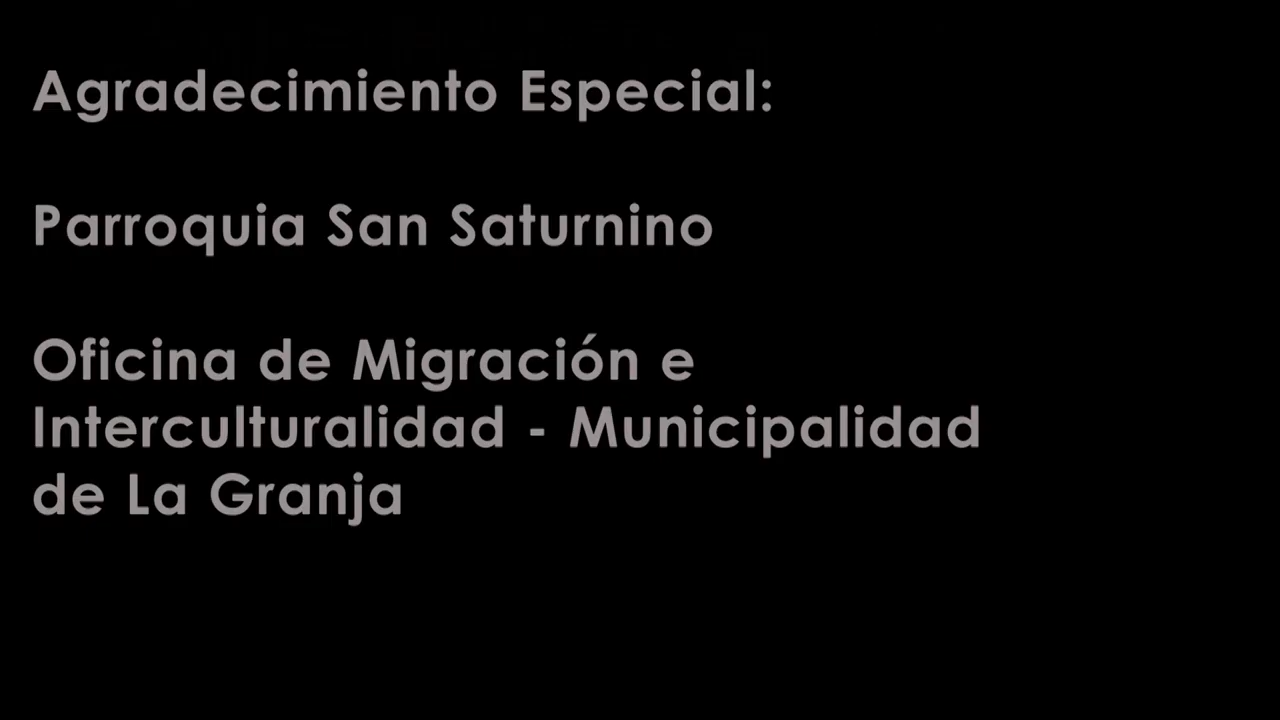 Agradecimiento Especial:
Parroquia San Saturnino
Oficina de Migración e
Interculturalidad - Municipalidad
de La Granja